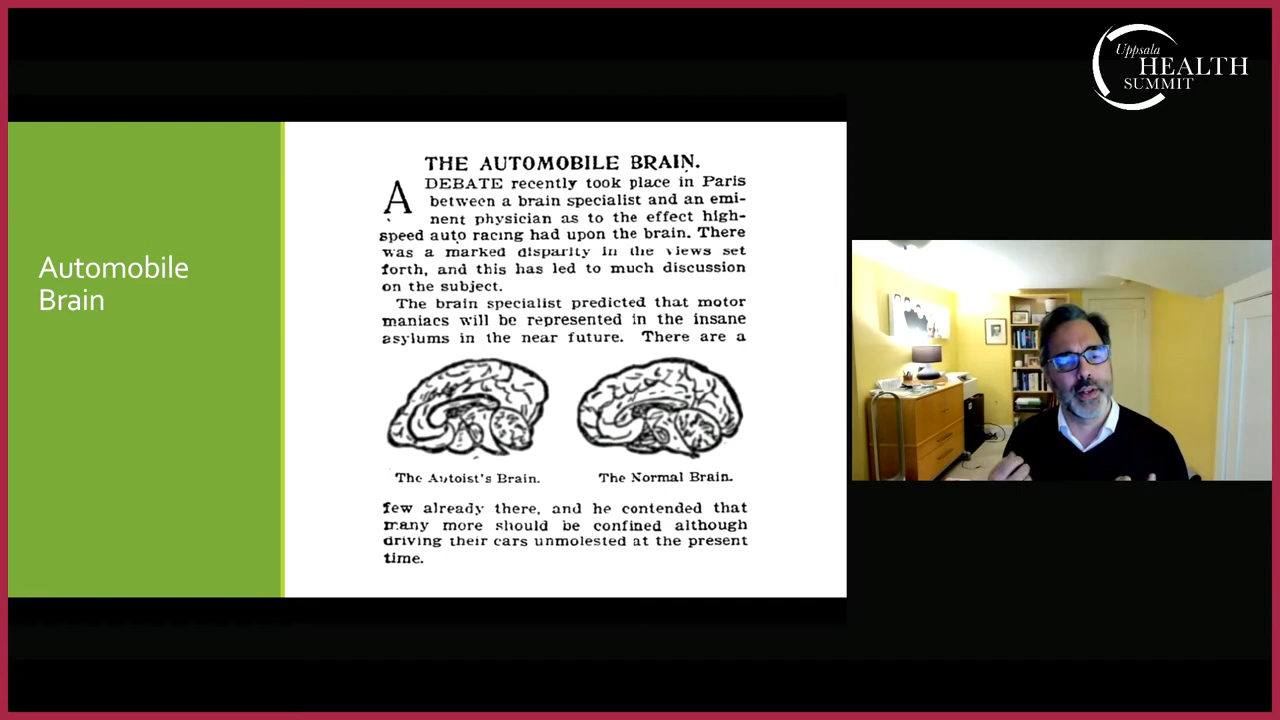 Uppsala
HEALTH
SUMMIT
Automobile
Brain
THE AUTOMOBILE BRAIN.
A DEBATE recently took place in Paris
between a brain specialist and an emi-
nent physician as to the effect high-
speed auto racing had upon the brain. There
was a marked disparity in the views set
forth, and this has led to much discussion
on the subject.
The brain specialist predicted that motor
maniacs will be represented in the insane
asylums in the near future. There are a
The Autoist's Brain.
The Normal Brain.
few already there, and he contended that
many more should be confined although
driving their cars unmolested at the present
time.